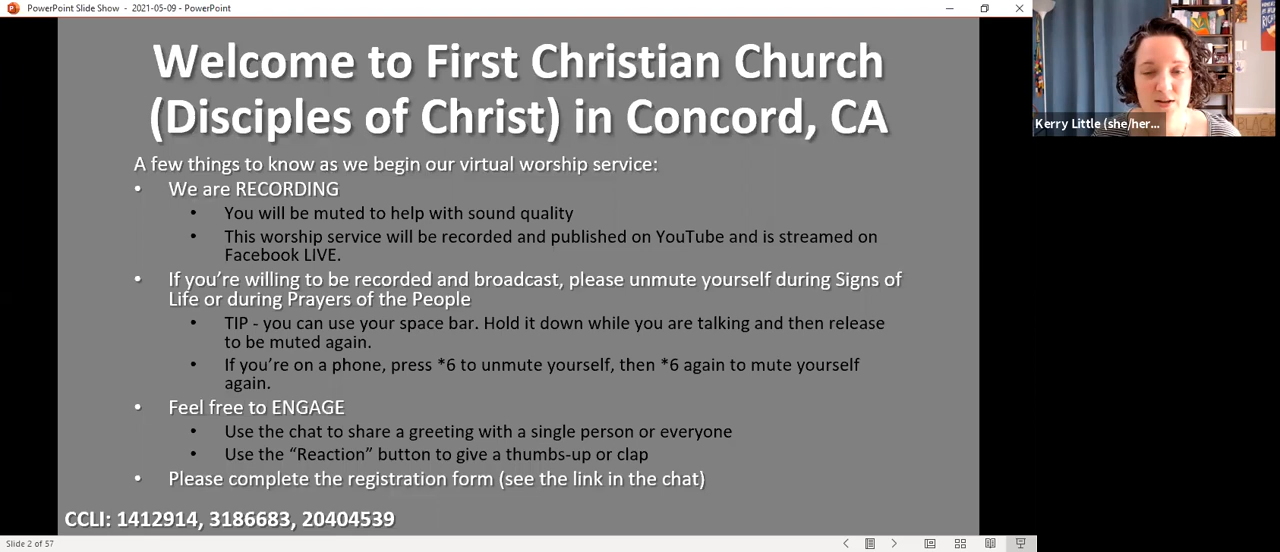 PowerPoint Slide Show - 2021-05-09 - PowerPoint
Welcome to First Christian Church
(Disciples of Christ) in Concord, CA
A few things to know as we begin our virtual worship service:
• We are RECORDING
• You will be muted to help with sound quality
• This worship service will be recorded and published on YouTube and is streamed on
Facebook LIVE.
• If you’re willing to be recorded and broadcast, please unmute yourself during Signs of
Life or during Prayers of the People
• TIP - you can use your space bar. Hold it down while you are talking and then release
to be muted again.
• If you’re on a phone, press *6 to unmute yourself, then *6 again to mute yourself
again.
• Feel free to ENGAGE
• Use the chat to share a greeting with a single person or everyone
• Use the “Reaction” button to give a thumbs-up or clap
• Please complete the registration form (see the link in the chat)
CCLI: 1412914, 3186683, 20404539
Slide 2 of 57
Kerry Little (she/her...